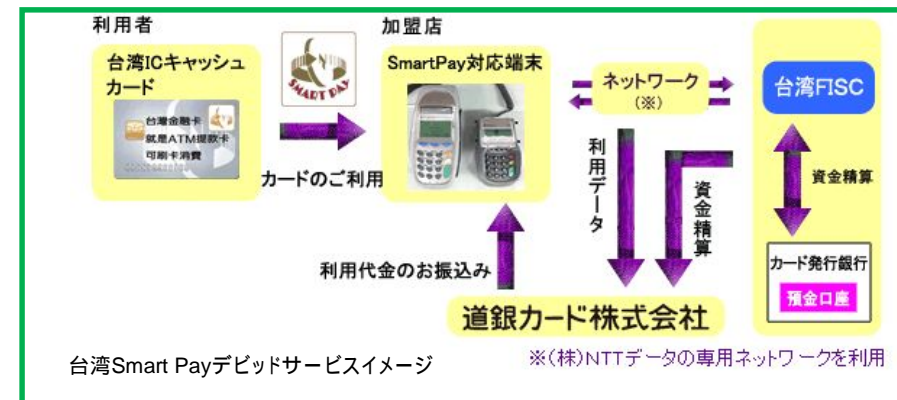 利用者
台湾ICキャッシュ
カード
台灣金融卡
就是ATM提款卡
可刷卡消費
SMART PAY
カードのご利用
加盟店
SmartPay対応端末
ネットワーク
(※)
台湾FISC
利用データ
資金精算
資金精算
カード発行銀行
預金口座
利用代金のお振込み
道銀カード株式会社
台湾Smart Payデビッドサービスイメージ
※(株)NTTデータの専用ネットワークを利用